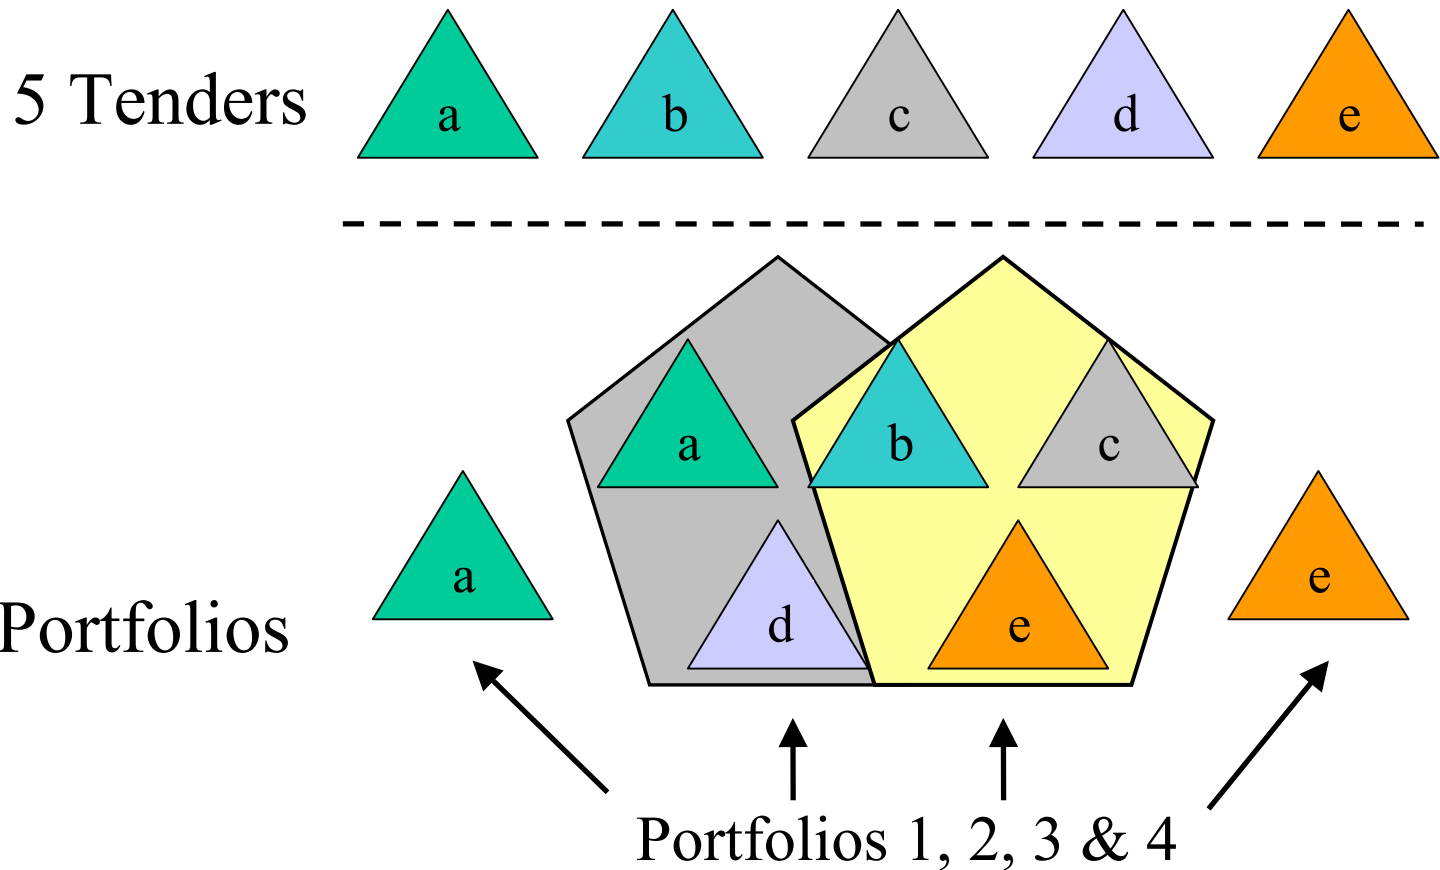 5 Tenders a b c d e
a b c
a d e e
Portfolios
Portfolios 1, 2, 3 & 4